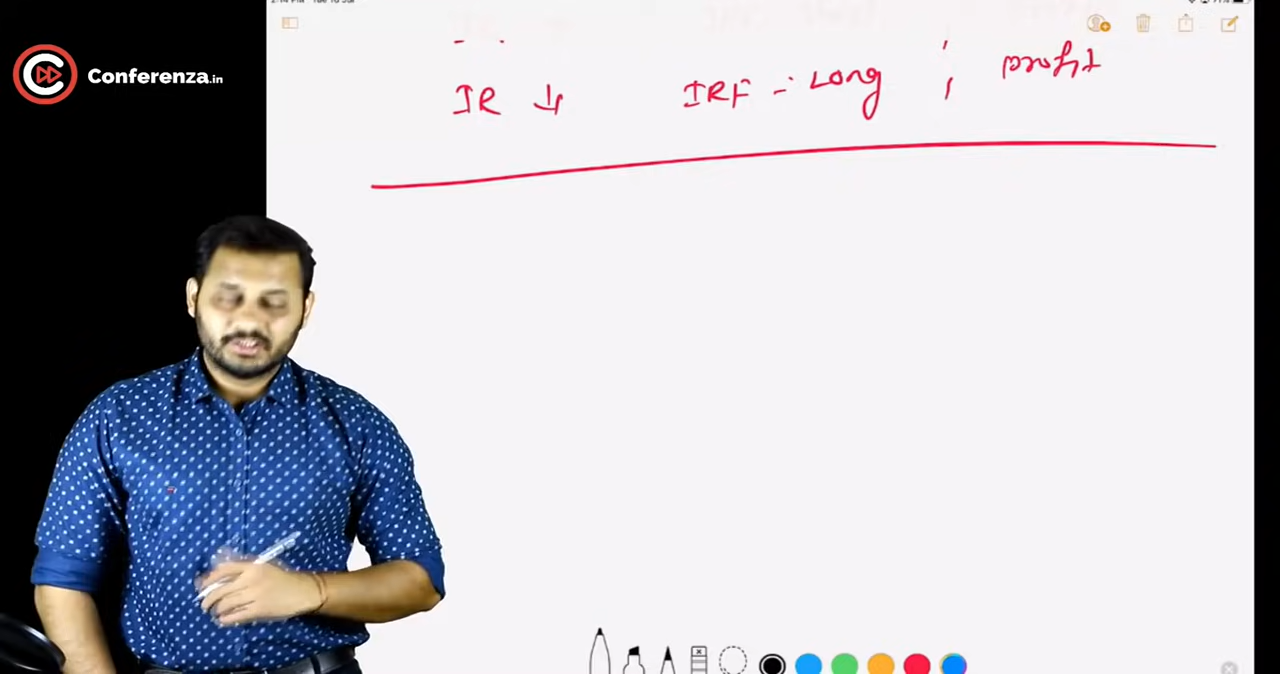 Conferenza.in
IR ↓ IRF - Long ; profit